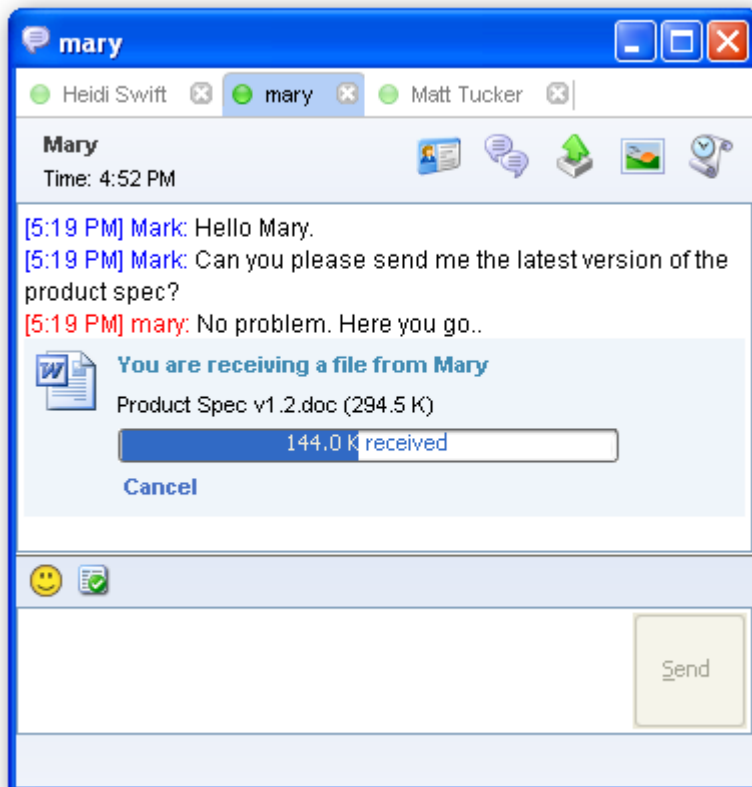 mary
Heidi Swift mary Matt Tucker
Mary
Time: 4:52 PM
[5:19 PM] Mark: Hello Mary.
[5:19 PM] Mark: Can you please send me the latest version of the
product spec?
[5:19 PM] mary: No problem. Here you go..
You are receiving a file from Mary
Product Spec v1.2.doc (294.5 K)
144.0 K received
Cancel
Send